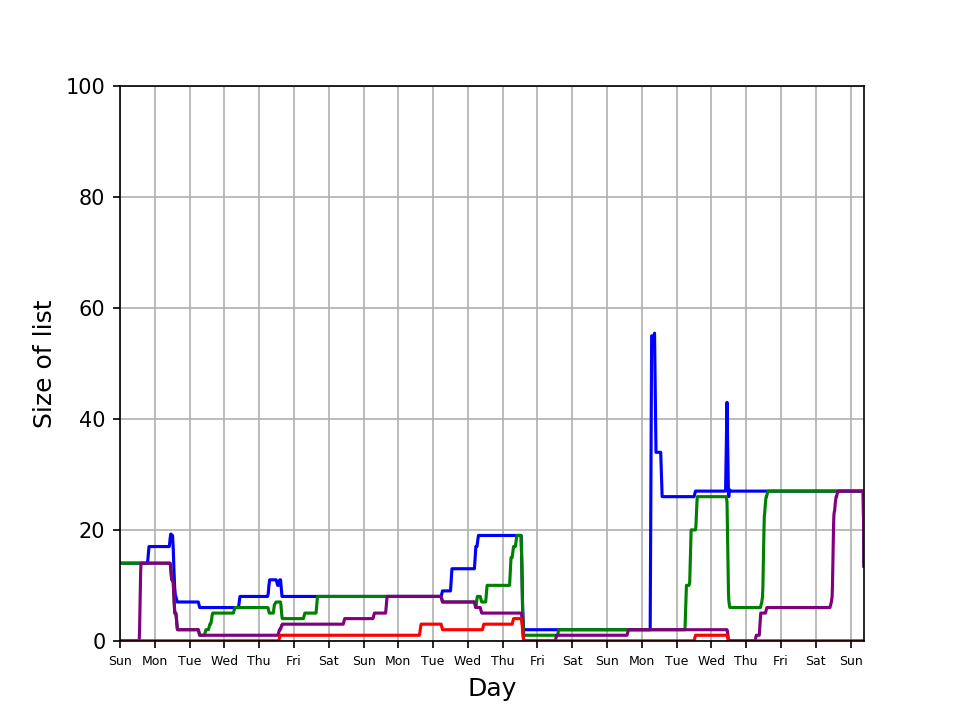 100
80
60
40
20
0
Size of list
Sun Mon Tue Wed Thu Fri Sat Sun Mon Tue Wed Thu Fri Sat Sun Mon Tue Wed Thu Fri Sat Sun
Day